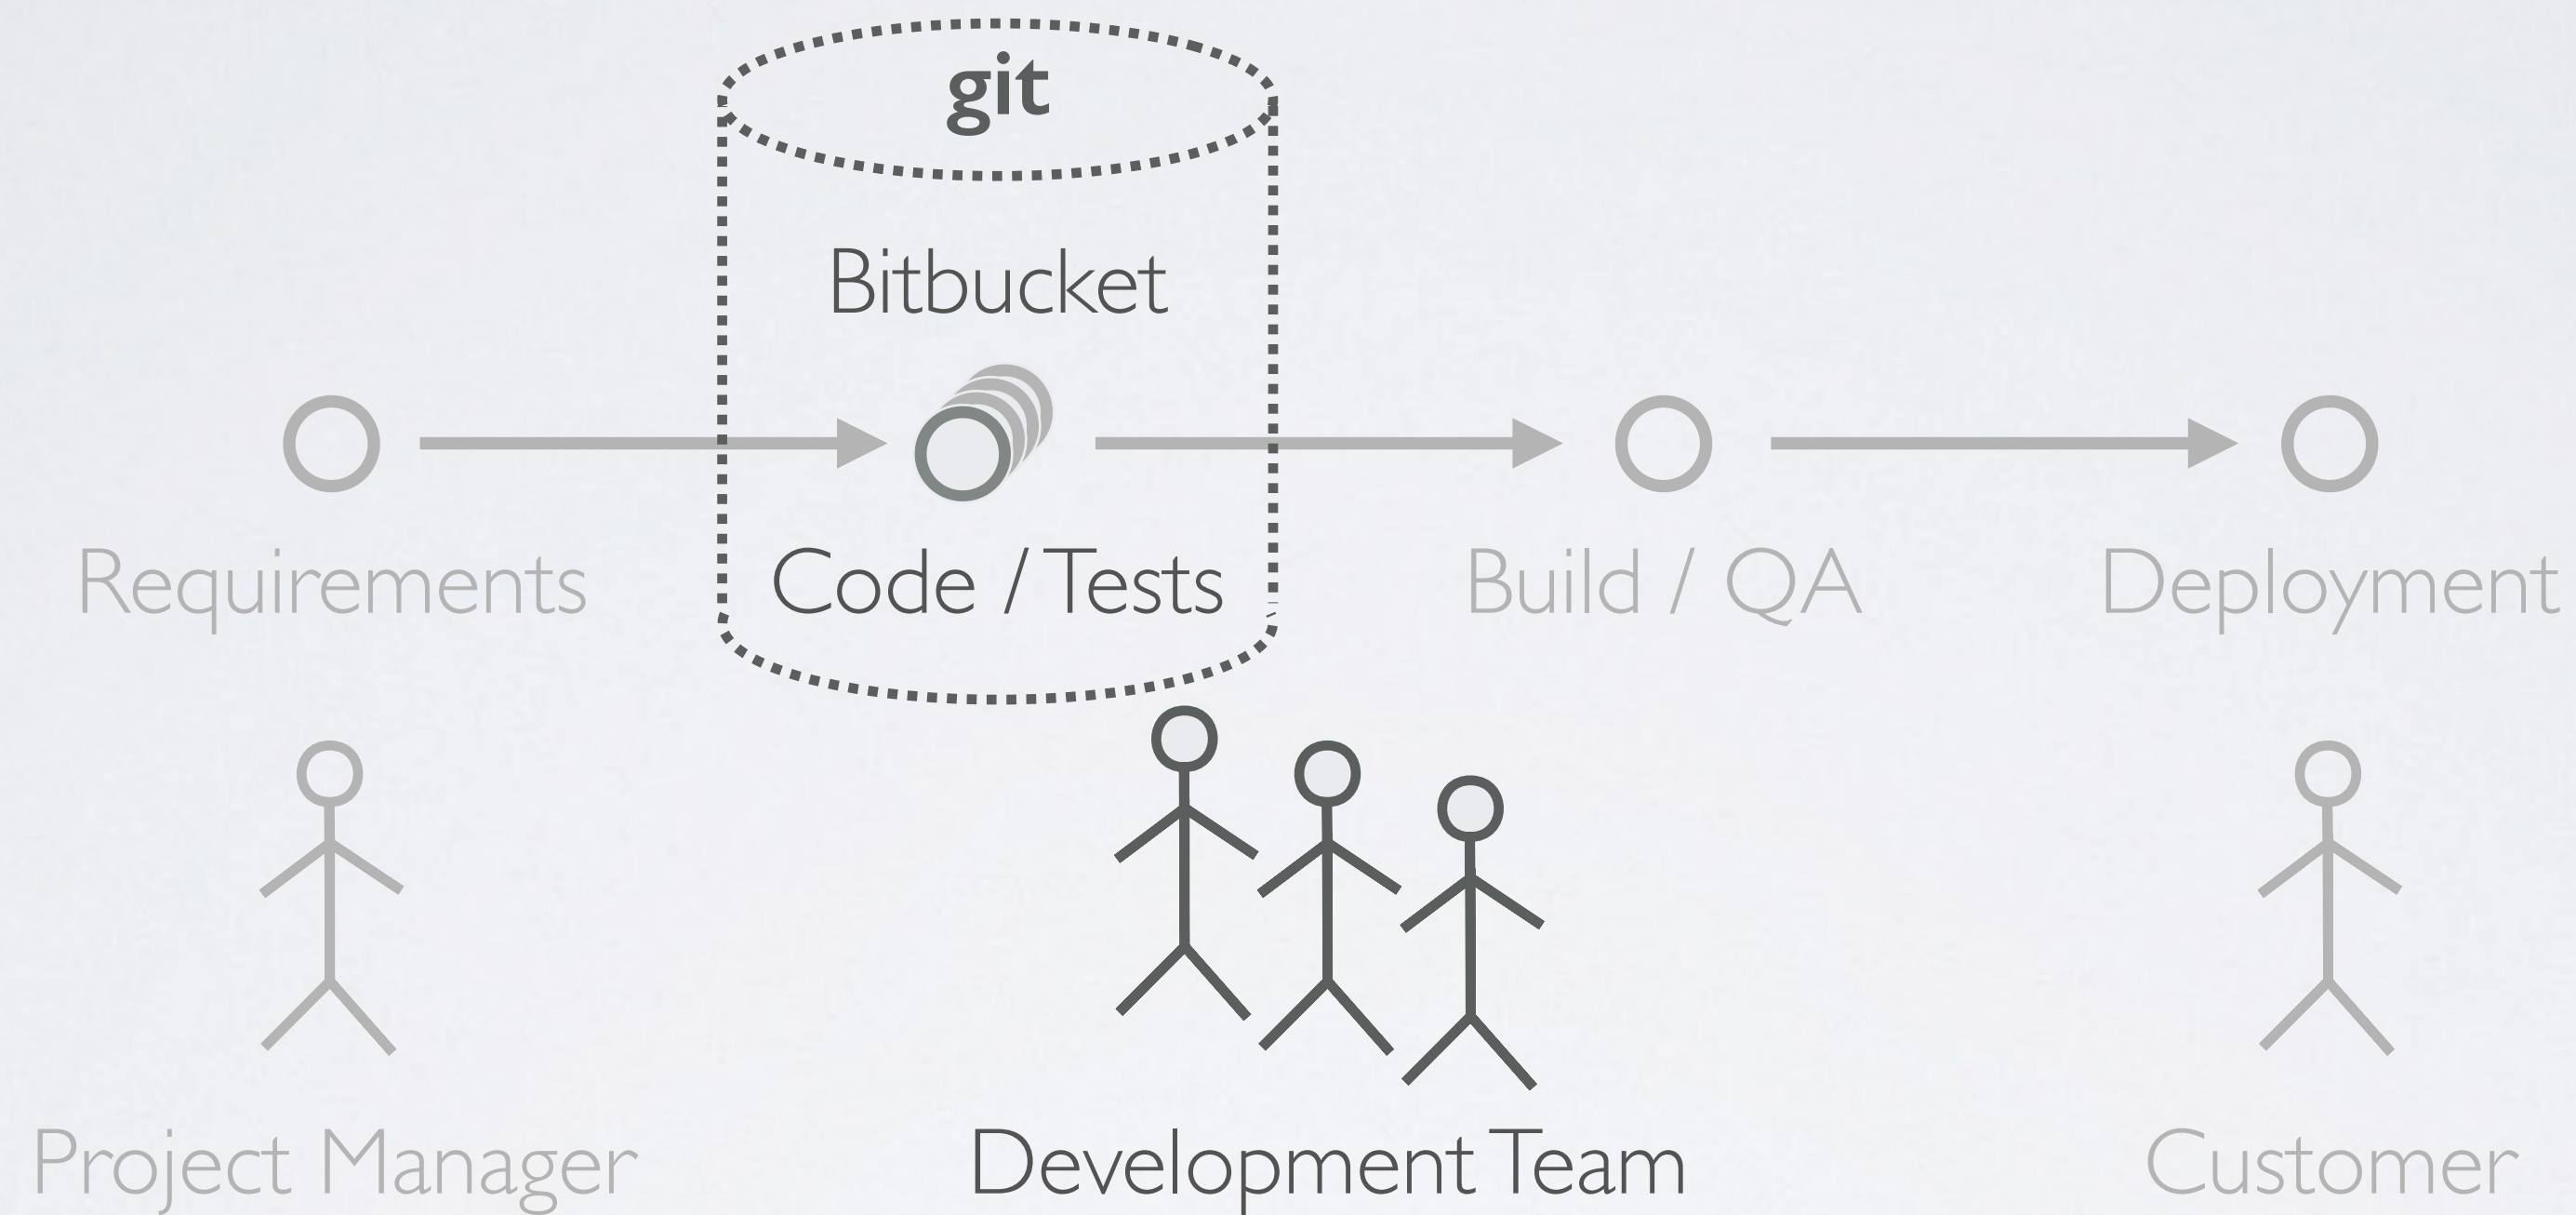 git
Bitbucket
Requirements
Code / Tests
Build / QA
Deployment
Project Manager
Development Team
Customer